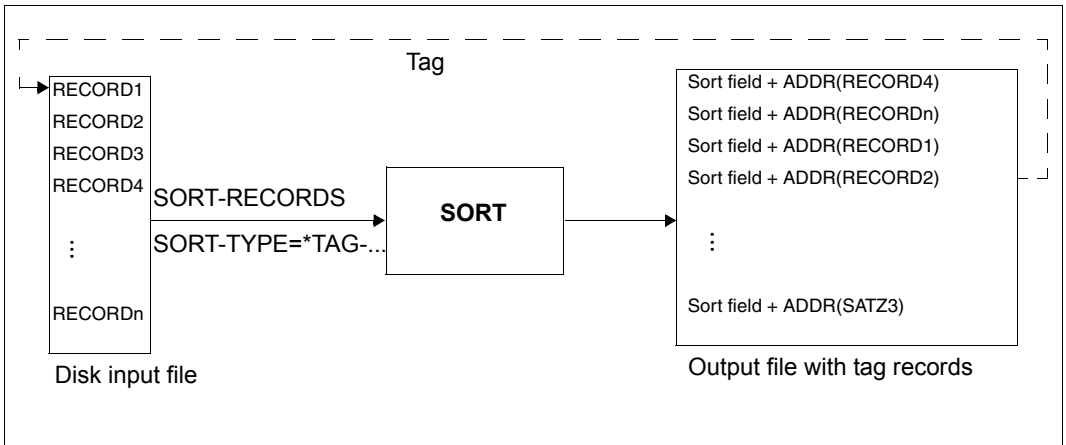 Tag
RECORD1
RECORD2
RECORD3
RECORD4
⋮
RECORDn
Disk input file
SORT-RECORDS
SORT-TYPE=*TAG-...
SORT
Sort field + ADDR(RECORD4)
Sort field + ADDR(RECORDn)
Sort field + ADDR(RECORD1)
Sort field + ADDR(RECORD2)
⋮
Sort field + ADDR(SATZ3)
Output file with tag records